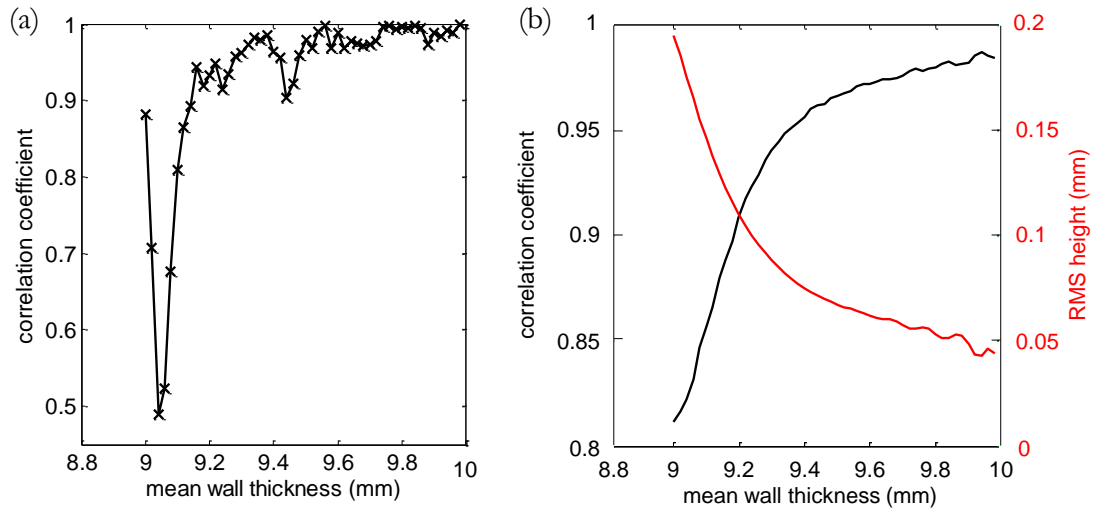 (a)
1
0.9
0.8
0.7
0.6
0.5
8.8 9 9.2 9.4 9.6 9.8 10
mean wall thickness (mm)
correlation coefficient
(b)
1
0.95
0.9
0.85
0.8
8.8 9 9.2 9.4 9.6 9.8 10
mean wall thickness (mm)
correlation coefficient
0.2
0.15
0.1
0.05
0
RMS height (mm)